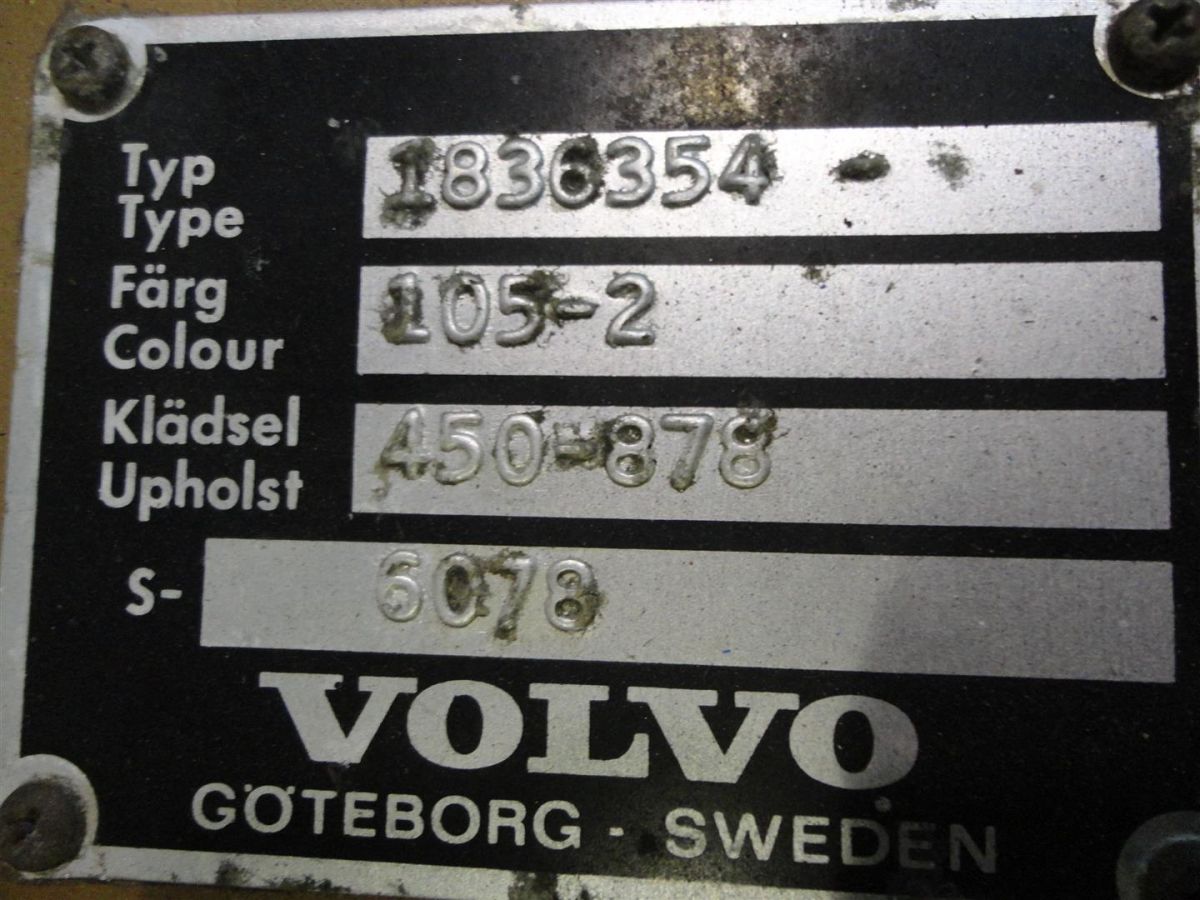 Typ 1836354 -
Type
Färg 105-2
Colour
Klädsel 450-878
Upholst
S- 6078
VOLVO
GÖTEBORG - SWEDEN